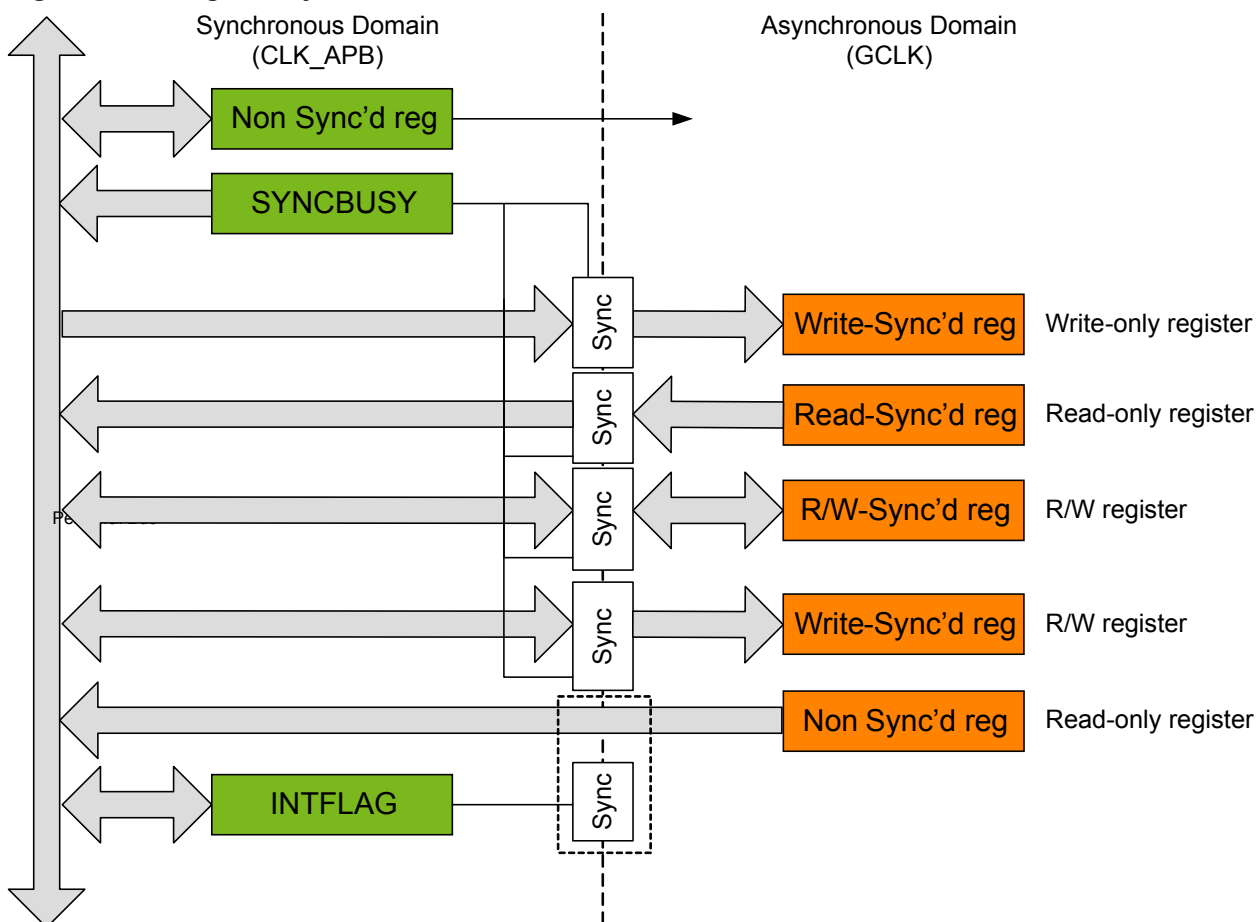 Synchronous Domain
(CLK_APB)
Asynchronous Domain
(GCLK)
Non Sync’d reg
SYNCBUSY
Sync
Write-Sync’d reg
Write-only register
Sync
Read-Sync’d reg
Read-only register
Sync
R/W-Sync’d reg
R/W register
Sync
Write-Sync’d reg
R/W register
Non Sync’d reg
Read-only register
INTFLAG
Sync